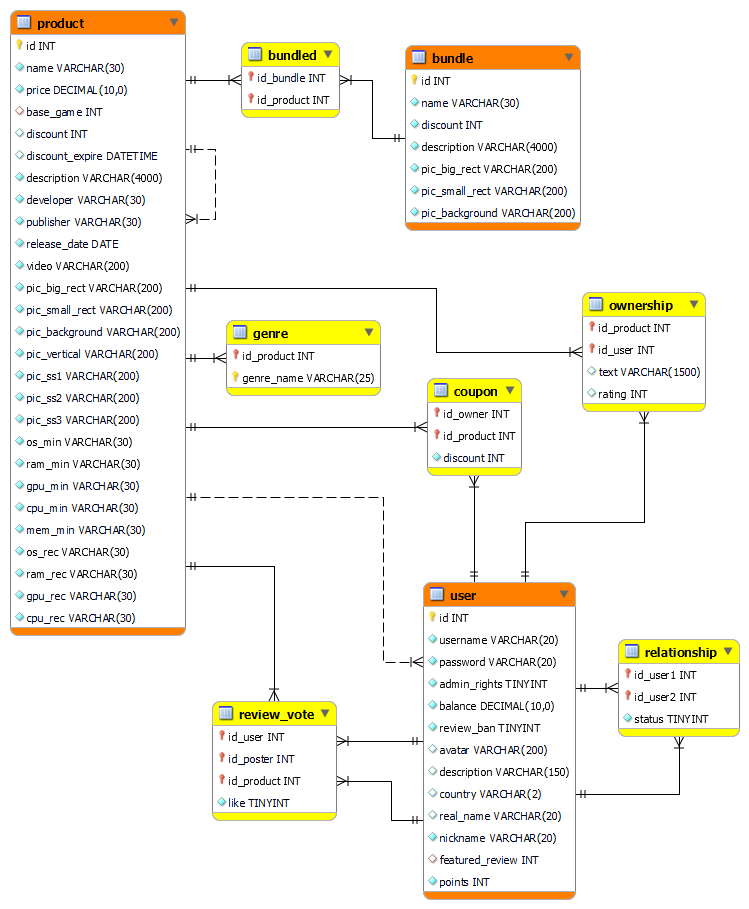 product
id INT
name VARCHAR(30)
price DECIMAL(10,0)
base_game INT
discount INT
discount_expire DATETIME
description VARCHAR(4000)
developer VARCHAR(30)
publisher VARCHAR(30)
release_date DATE
video VARCHAR(200)
pic_big_rect VARCHAR(200)
pic_small_rect VARCHAR(200)
pic_background VARCHAR(200)
pic_vertical VARCHAR(200)
pic_ss1 VARCHAR(200)
pic_ss2 VARCHAR(200)
pic_ss3 VARCHAR(200)
os_min VARCHAR(30)
ram_min VARCHAR(30)
gpu_min VARCHAR(30)
cpu_min VARCHAR(30)
mem_min VARCHAR(30)
os_rec VARCHAR(30)
ram_rec VARCHAR(30)
gpu_rec VARCHAR(30)
cpu_rec VARCHAR(30)
bundled
id_bundle INT
id_product INT
bundle
id INT
name VARCHAR(30)
discount INT
description VARCHAR(4000)
pic_big_rect VARCHAR(200)
pic_small_rect VARCHAR(200)
pic_background VARCHAR(200)
genre
id_product INT
genre_name VARCHAR(25)
ownership
id_product INT
id_user INT
text VARCHAR(1500)
rating INT
coupon
id_owner INT
id_product INT
discount INT
user
id INT
username VARCHAR(20)
password VARCHAR(20)
admin_rights TINYINT
balance DECIMAL(10,0)
review_ban TINYINT
avatar VARCHAR(200)
description VARCHAR(150)
country VARCHAR(2)
real_name VARCHAR(20)
nickname VARCHAR(20)
featured_review INT
points INT
relationship
id_user1 INT
id_user2 INT
status TINYINT
review_vote
id_user INT
id_poster INT
id_product INT
like TINYINT